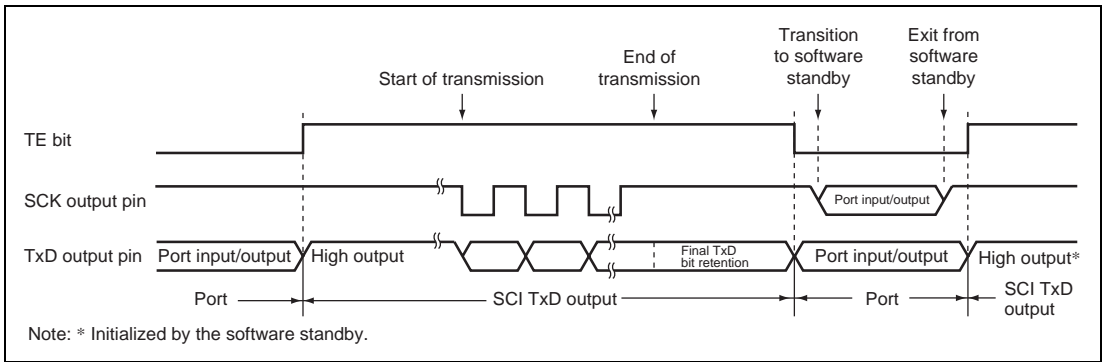 Transition
to software
standby
Exit from
software
standby
End of
transmission
Start of transmission
TE bit
SCK output pin
Port input/output
TxD output pin
Port input/output
High output
Final TxD
bit retention
Port input/output
High output*
Port
SCI TxD output
Port
SCI TxD
output
Note: * Initialized by the software standby.